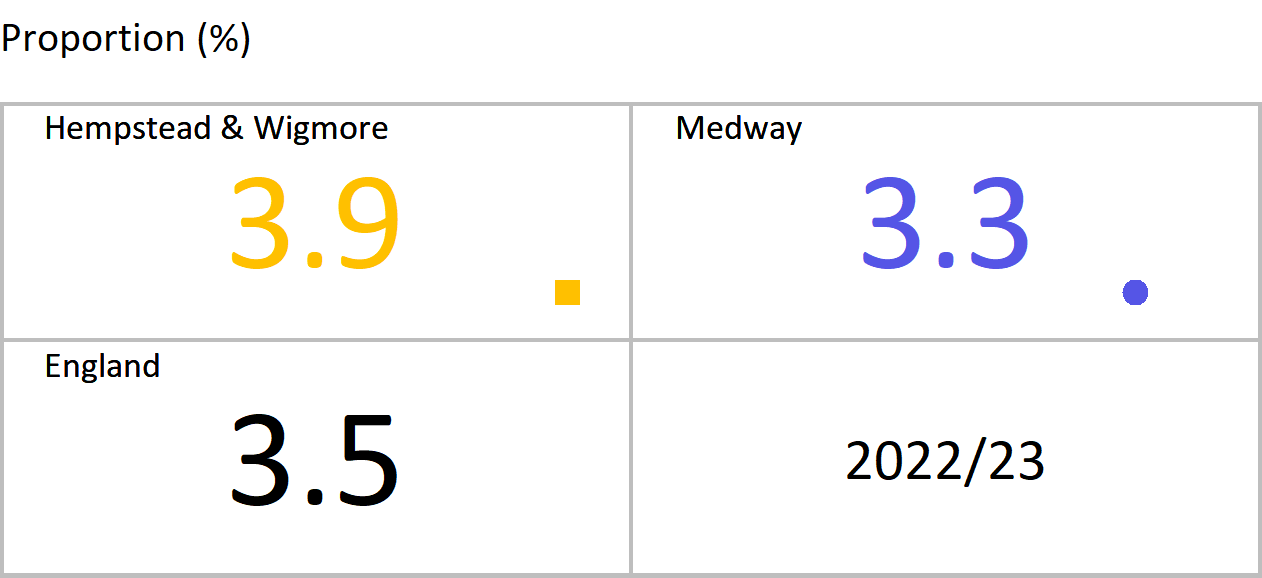 Proportion (%)
Hempstead & Wigmore
3.9
Medway
3.3
England
3.5
2022/23